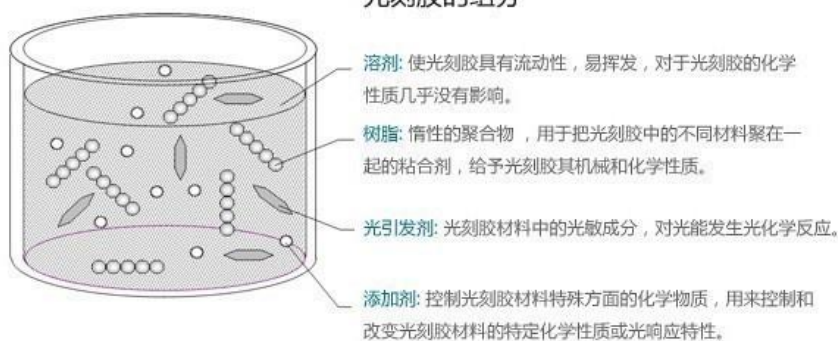 光刻胶的组分
溶剂: 使光刻胶具有流动性，易挥发，对于光刻胶的化学
性质几乎没有影响。
树脂: 惰性的聚合物 ，用于把光刻胶中的不同材料聚在一
起的粘合剂，给予光刻胶其机械和化学性质。
光引发剂: 光刻胶材料中的光敏成分，对光能发生光化学反应。
添加剂: 控制光刻胶材料特殊方面的化学物质，用来控制和
改变光刻胶材料的特定化学性质或光响应特性。